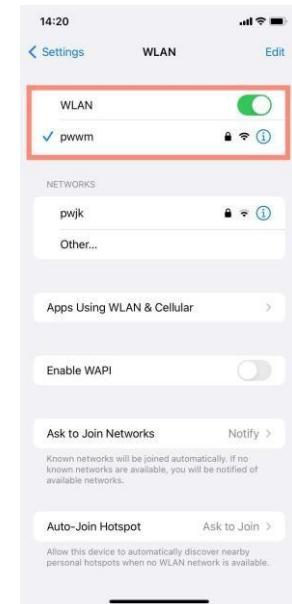 14:20
Settings WLAN Edit
WLAN
pwwm
NETWORKS
pwjk
Other...
Apps Using WLAN & Cellular
Enable WAPI
Ask to Join Networks Notify
Known networks will be joined automatically. If no
known networks are available, you will be notified of
available networks.
Auto-Join Hotspot Ask to Join
Allow this device to automatically discover nearby
personal hotspots when no WLAN network is available.